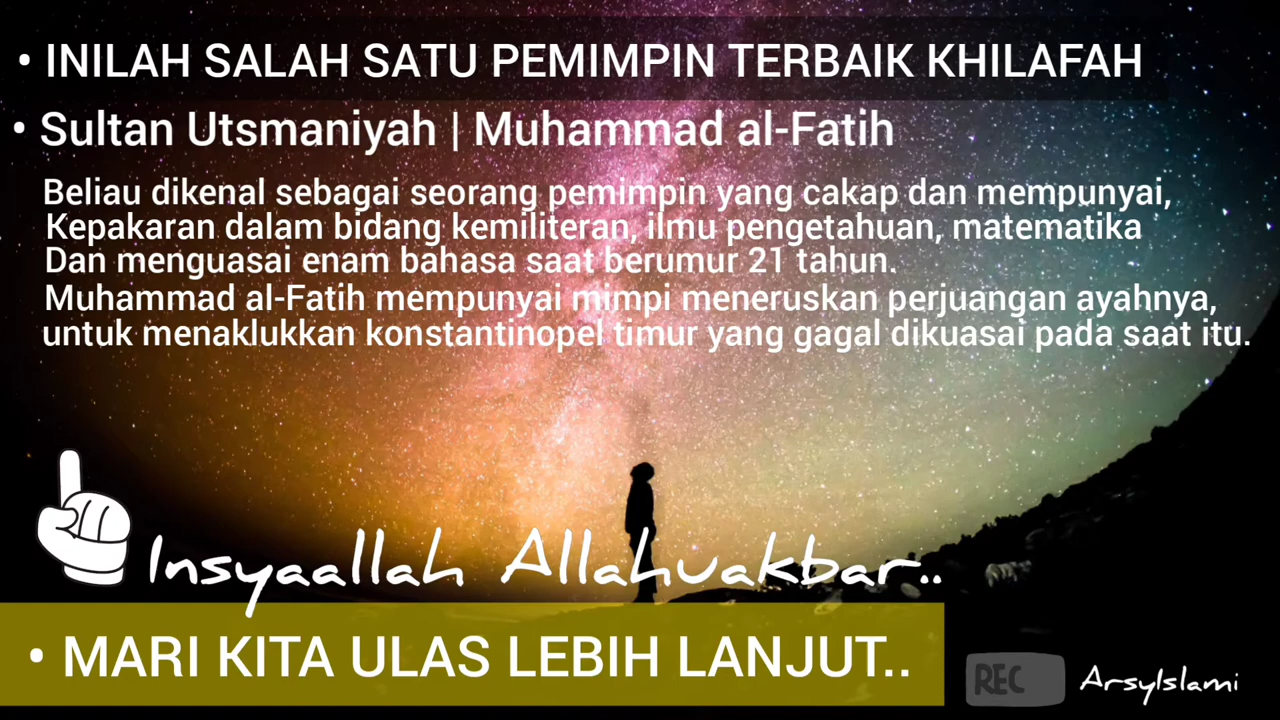 • INILAH SALAH SATU PEMIMPIN TERBAIK KHILAFAH
• Sultan Utsmaniyah | Muhammad al-Fatih
Beliau dikenal sebagai seorang pemimpin yang cakap dan mempunyai,
Kepakaran dalam bidang kemiliteran, ilmu pengetahuan, matematika
Dan menguasai enam bahasa saat berumur 21 tahun.
Muhammad al-Fatih mempunyai mimpi meneruskan perjuangan ayahnya,
untuk menaklukkan konstantinopel timur yang gagal dikuasai pada saat itu.
Insyaallah Allahuakbar..
• MARI KITA ULAS LEBIH LANJUT..
REC ArsyIslami